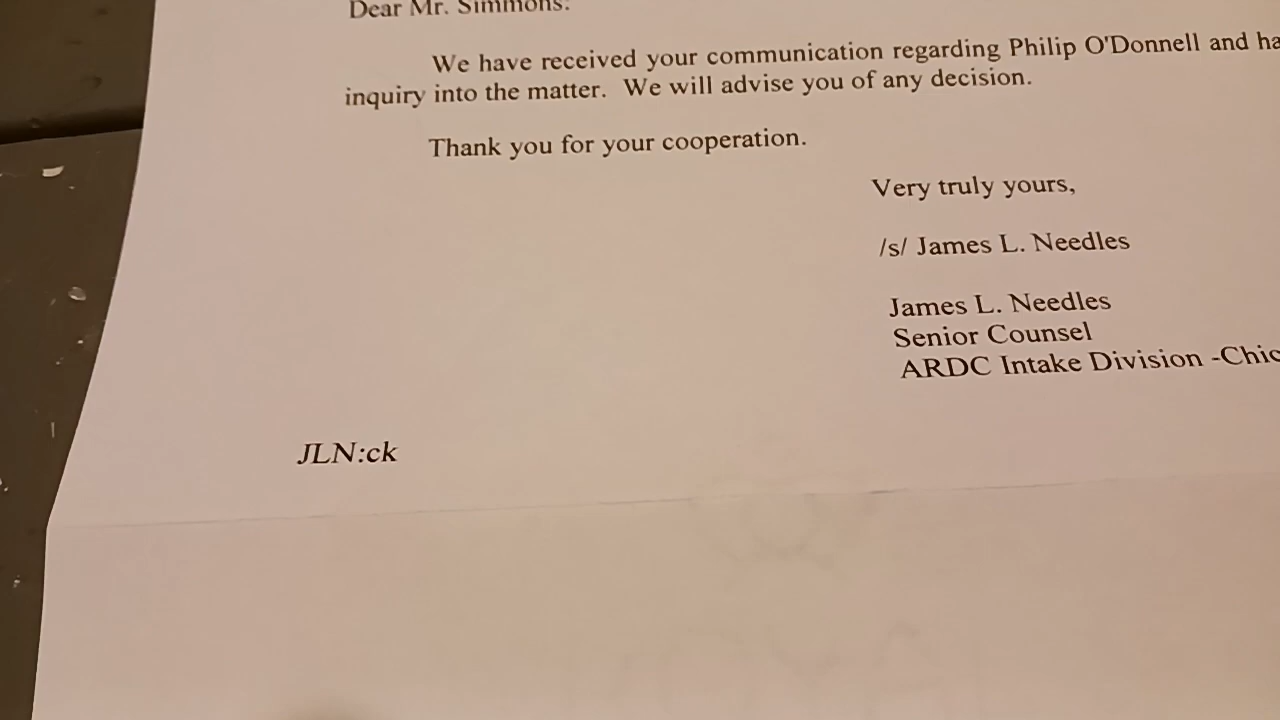 Dear Mr. Simmons:
We have received your communication regarding Philip O'Donnell and ha
inquiry into the matter. We will advise you of any decision.
Thank you for your cooperation.
Very truly yours,
/s/ James L. Needles
James L. Needles
Senior Counsel
ARDC Intake Division -Chic
JLN:ck